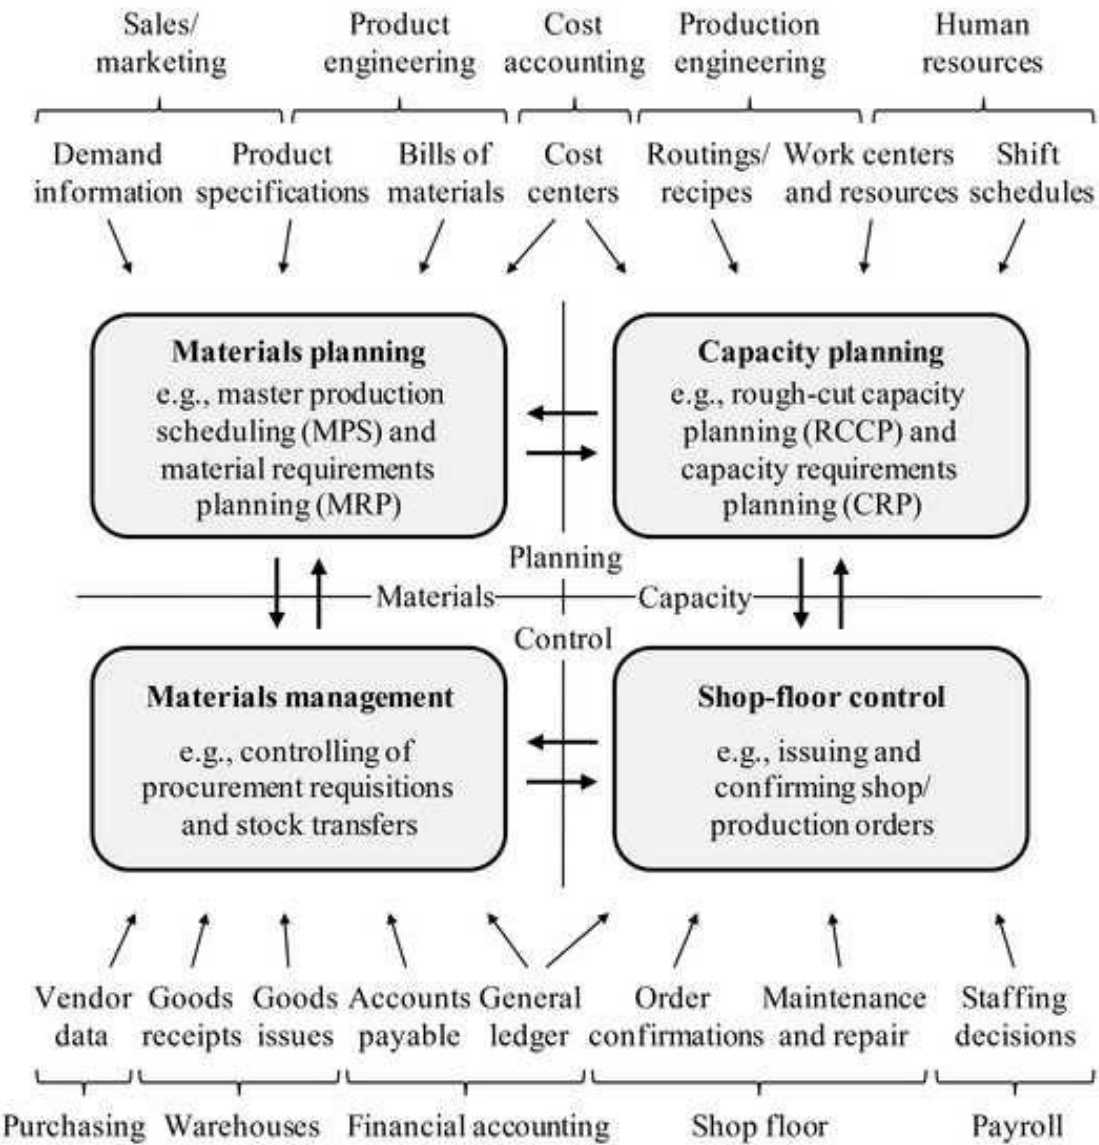 Sales/
marketing
Product
engineering
Cost
accounting
Production
engineering
Human
resources
Demand
information
Product
specifications
Bills of
materials
Cost
centers
Routings/
recipes
Work centers
and resources
Shift
schedules
Materials planning
e.g., master production
scheduling (MPS) and
material requirements
planning (MRP)
Capacity planning
e.g., rough-cut capacity
planning (RCCP) and
capacity requirements
planning (CRP)
Planning
Materials
Capacity
Control
Materials management
e.g., controlling of
procurement requisitions
and stock transfers
Shop-floor control
e.g., issuing and
confirming shop/
production orders
Vendor
data
Goods
receipts
Goods
issues
Accounts
payable
General
ledger
Order
confirmations
Maintenance
and repair
Staffing
decisions
Purchasing
Warehouses
Financial accounting
Shop floor
Payroll